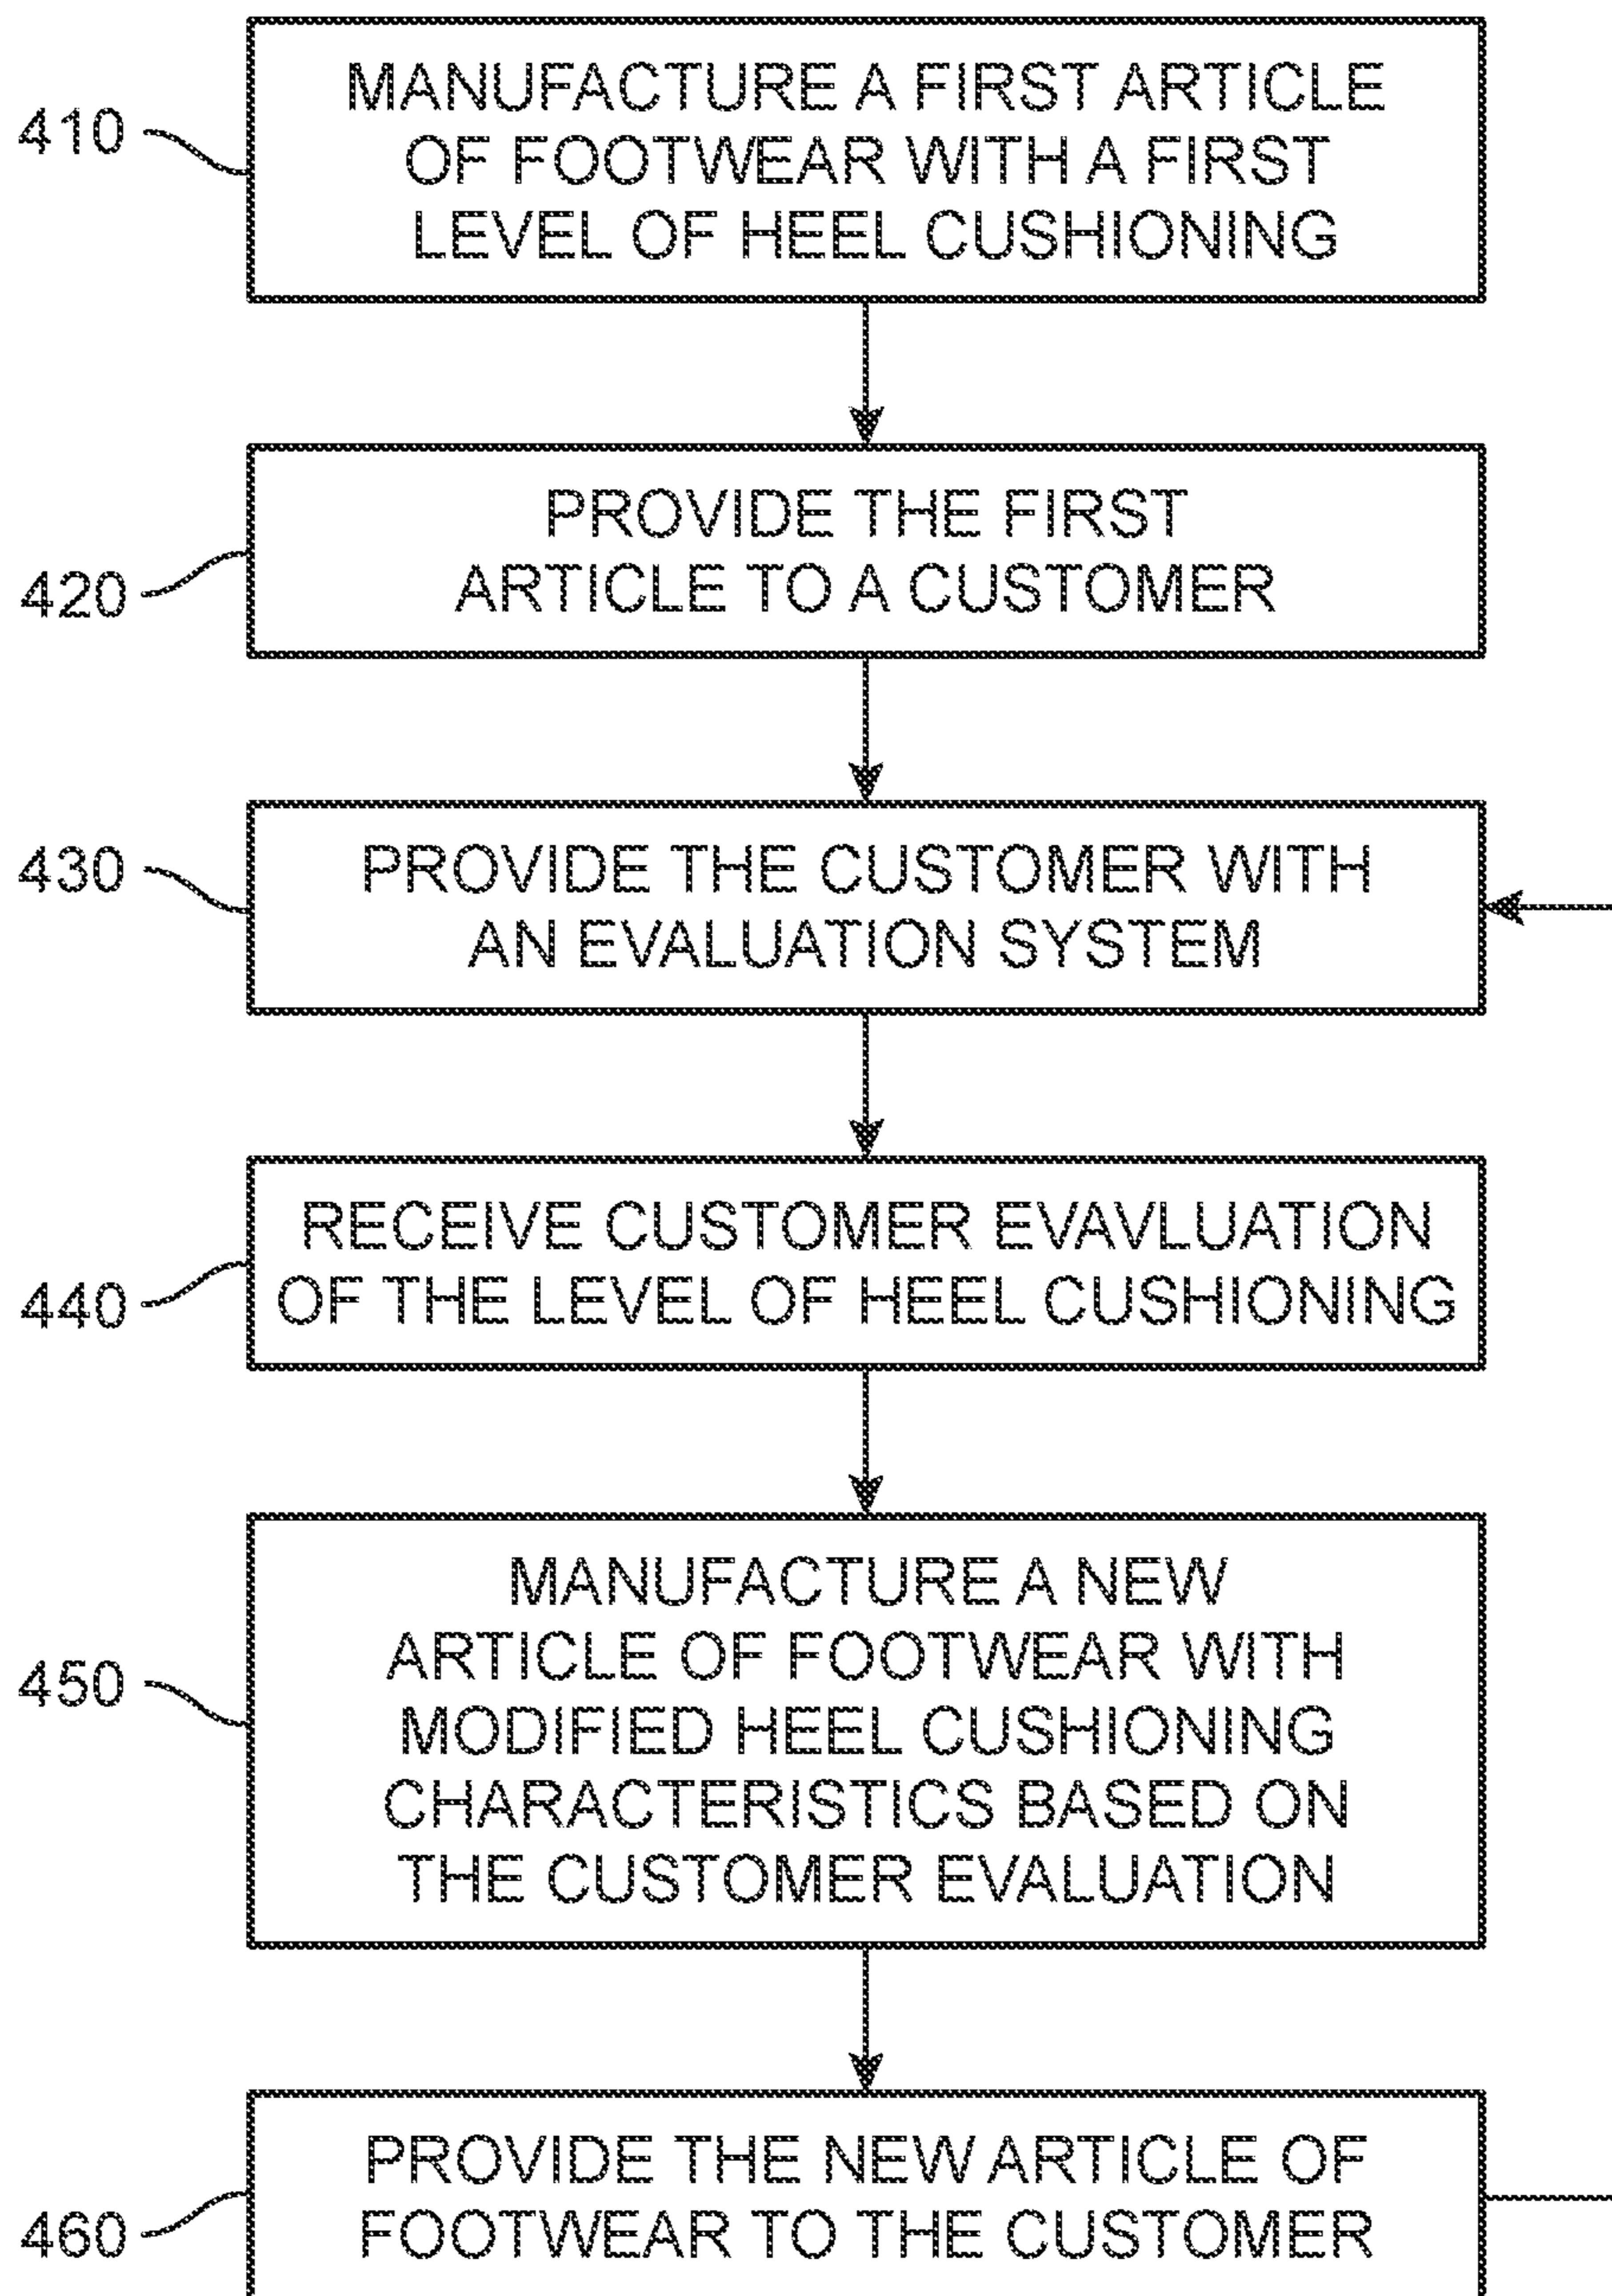 410
MANUFACTURE A FIRST ARTICLE
OF FOOTWEAR WITH A FIRST
LEVEL OF HEEL CUSHIONING
420
PROVIDE THE FIRST
ARTICLE TO A CUSTOMER
430
PROVIDE THE CUSTOMER WITH
AN EVALUATION SYSTEM
440
RECEIVE CUSTOMER EVAVLUATION
OF THE LEVEL OF HEEL CUSHIONING
450
MANUFACTURE A NEW
ARTICLE OF FOOTWEAR WITH
MODIFIED HEEL CUSHIONING
CHARACTERISTICS BASED ON
THE CUSTOMER EVALUATION
460
PROVIDE THE NEW ARTICLE OF
FOOTWEAR TO THE CUSTOMER